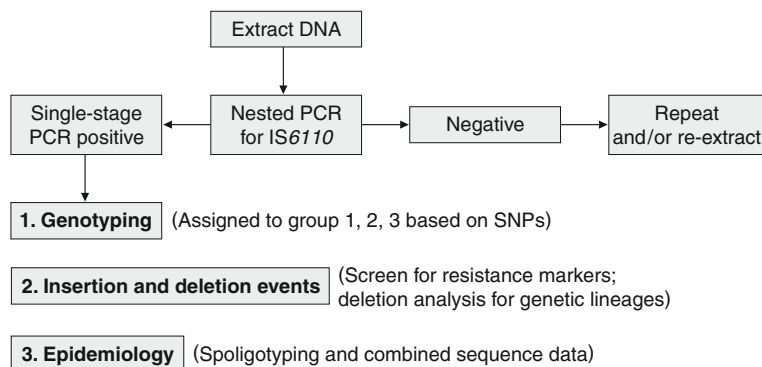 Extract DNA
Single-stage
PCR positive
Nested PCR
for IS6110
Negative
Repeat
and/or re-extract
1. Genotyping (Assigned to group 1, 2, 3 based on SNPs)
2. Insertion and deletion events (Screen for resistance markers;
deletion analysis for genetic lineages)
3. Epidemiology (Spoligotyping and combined sequence data)